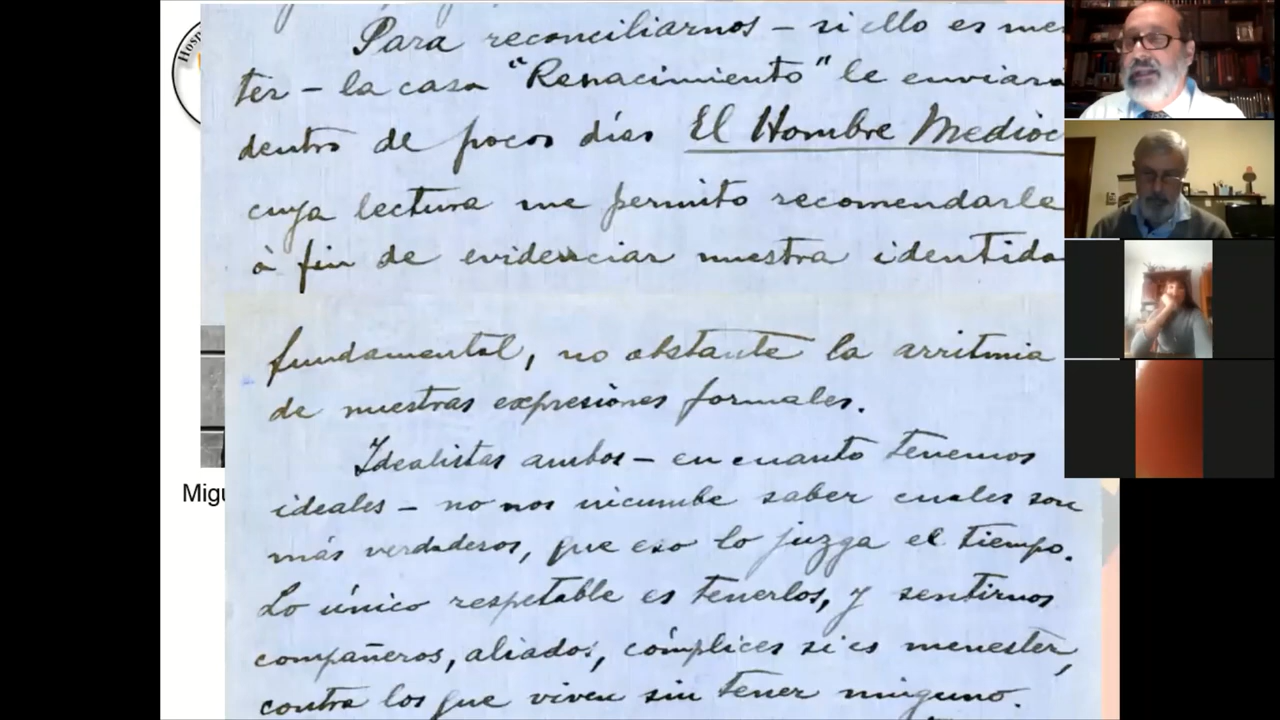 Hosp
Para reconciliarnos – si ello es me
ter – la casa "Renacimiento" le enviará
dentro de pocos días El Hombre Medioc
cuya lectura me permito recomendarle
á fin de evidenciar nuestra identida
fundamental, no obstante la arritmia
de nuestras expresiones formales.
Idealistas ambos – en cuanto tenemos
ideales – no nos incumbe saber cuales son
más verdaderos, que eso lo juzga el tiempo.
Lo único respetable es tenerlos, y sentirnos
compañeros, aliados, cómplices si es menester,
contra los que viven sin tener ninguno.
Migu